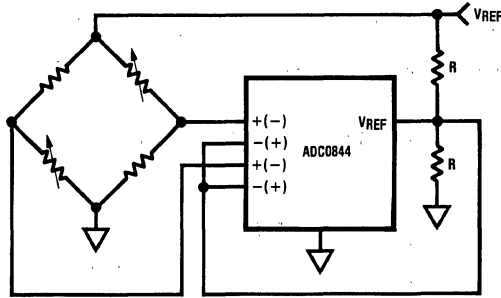 VREF
R
+(−)
−(+)
+(−)
−(+)
VREF
ADC0844
R